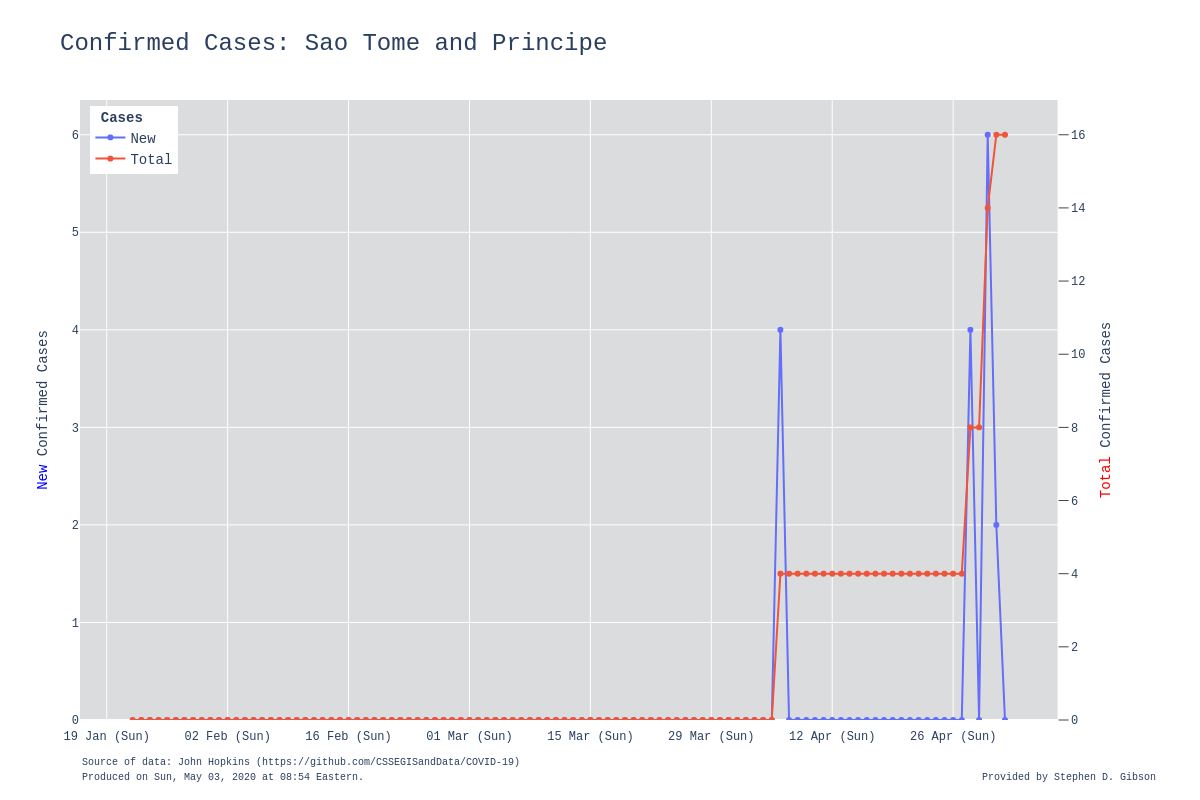 Confirmed Cases: Sao Tome and Principe
Cases
New
Total
6
5
4
3
2
1
0
New Confirmed Cases
16
14
12
10
8
6
4
2
0
Total Confirmed Cases
19 Jan (Sun)
02 Feb (Sun)
16 Feb (Sun)
01 Mar (Sun)
15 Mar (Sun)
29 Mar (Sun)
12 Apr (Sun)
26 Apr (Sun)
Source of data: John Hopkins (https://github.com/CSSEGISandData/COVID-19)
Produced on Sun, May 03, 2020 at 08:54 Eastern.
Provided by Stephen D. Gibson